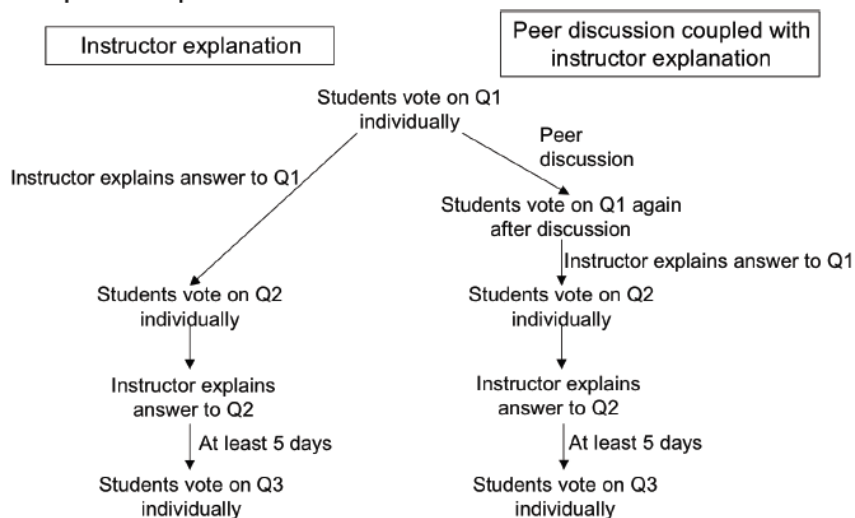 Instructor explanation
Peer discussion coupled with
instructor explanation
Students vote on Q1
individually
Peer
discussion
Instructor explains answer to Q1
Students vote on Q1 again
after discussion
Instructor explains answer to Q1
Students vote on Q2
individually
Students vote on Q2
individually
Instructor explains
answer to Q2
Instructor explains
answer to Q2
At least 5 days
At least 5 days
Students vote on Q3
individually
Students vote on Q3
individually